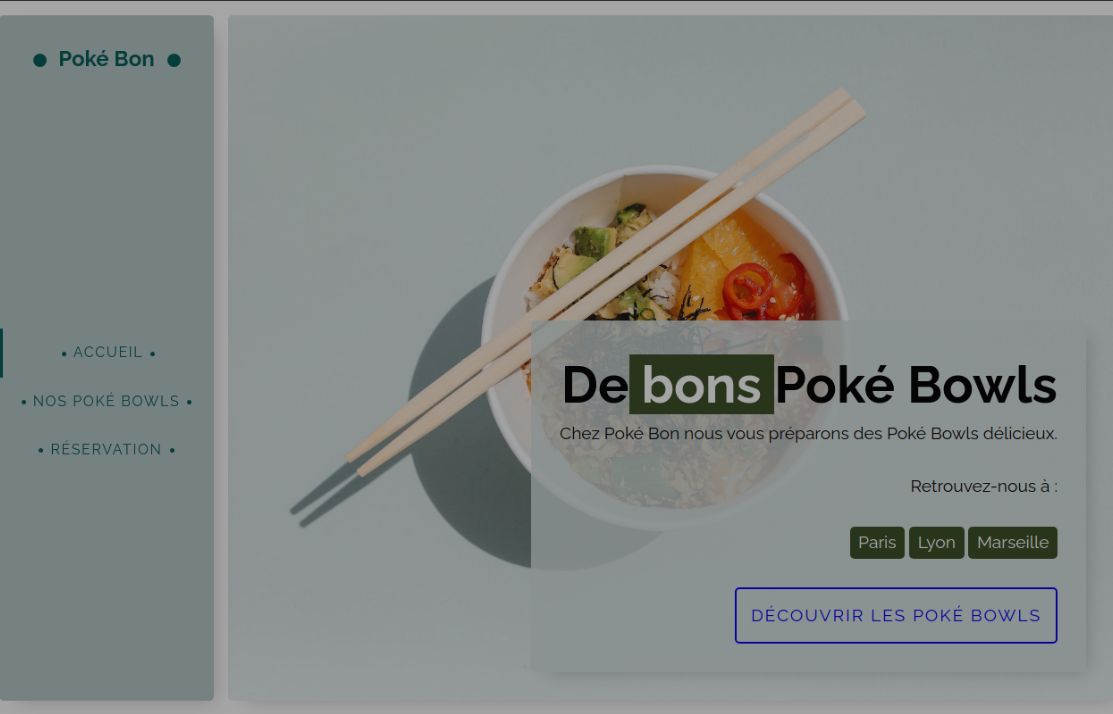 Poké Bon
• ACCUEIL •
• NOS POKÉ BOWLS •
• RÉSERVATION •
De bons Poké Bowls
Chez Poké Bon nous vous préparons des Poké Bowls délicieux.
Retrouvez-nous à :
Paris Lyon Marseille
DÉCOUVRIR LES POKÉ BOWLS